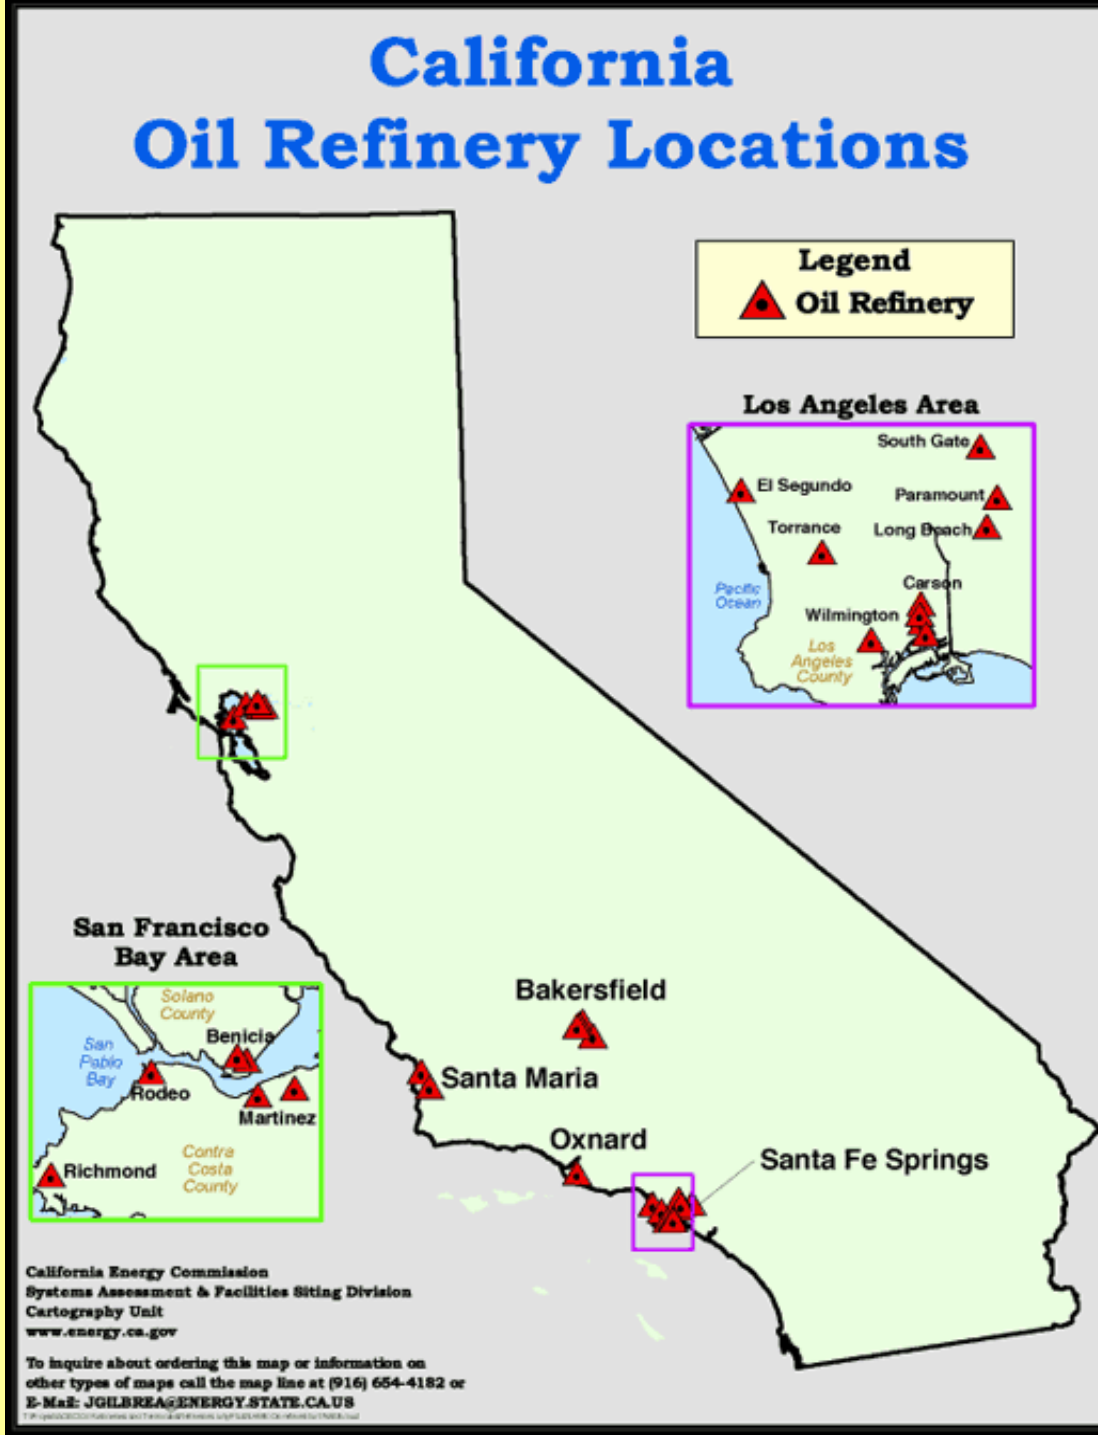 California
Oil Refinery Locations
Legend
Oil Refinery
Los Angeles Area
South Gate
El Segundo
Paramount
Torrance
Long Beach
Pacific
Ocean
Carson
Wilmington
Los
Angeles
County
San Francisco
Bay Area
Solano
County
San
Pablo
Bay
Benicia
Rodeo
Martinez
Richmond
Contra
Costa
County
Bakersfield
Santa Maria
Oxnard
Santa Fe Springs
California Energy Commission
Systems Assessment & Facilities Siting Division
Cartography Unit
www.energy.ca.gov
To inquire about ordering this map or information on
other types of maps call the map line at (916) 654-4182 or
E-Mail: JGILBREA@ENERGY.STATE.CA.US